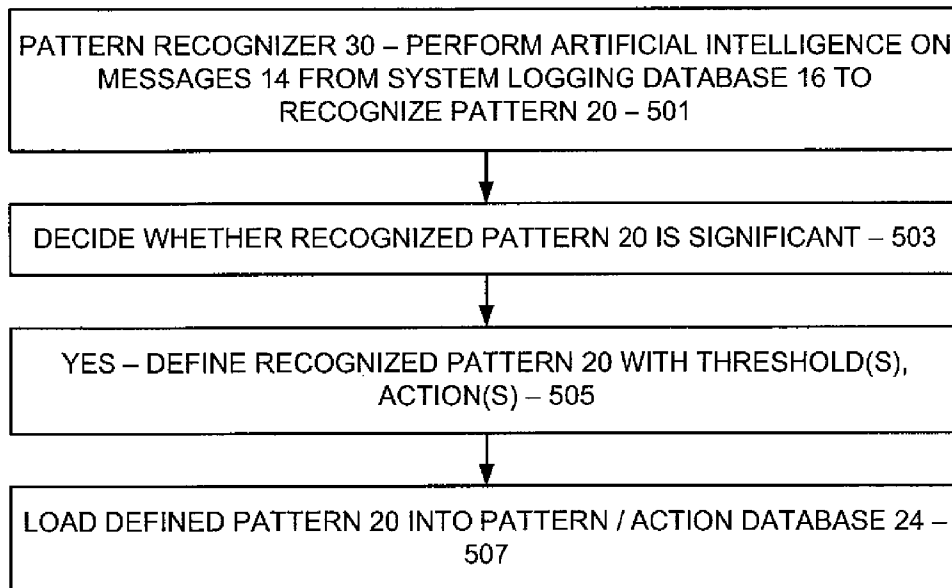 PATTERN RECOGNIZER 30 – PERFORM ARTIFICIAL INTELLIGENCE ON
MESSAGES 14 FROM SYSTEM LOGGING DATABASE 16 TO
RECOGNIZE PATTERN 20 – 501
DECIDE WHETHER RECOGNIZED PATTERN 20 IS SIGNIFICANT – 503
YES – DEFINE RECOGNIZED PATTERN 20 WITH THRESHOLD(S),
ACTION(S) – 505
LOAD DEFINED PATTERN 20 INTO PATTERN / ACTION DATABASE 24 –
507